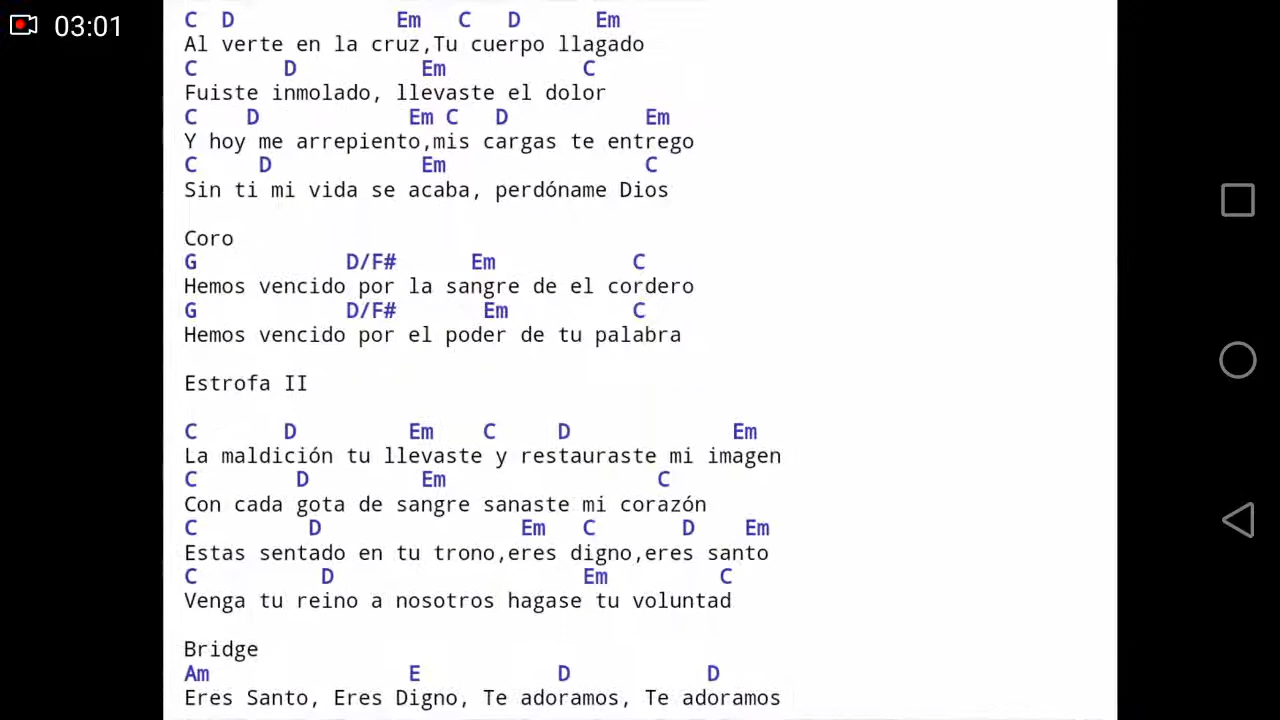 03:01
C D Em C D Em
Al verte en la cruz,Tu cuerpo llagado
C D Em C
Fuiste inmolado, llevaste el dolor
C D Em C D Em
Y hoy me arrepiento,mis cargas te entrego
C D Em C
Sin ti mi vida se acaba, perdóname Dios
Coro
G D/F# Em C
Hemos vencido por la sangre de el cordero
G D/F# Em C
Hemos vencido por el poder de tu palabra
Estrofa II
C D Em C D Em
La maldición tu llevaste y restauraste mi imagen
C D Em C
Con cada gota de sangre sanaste mi corazón
C D Em C D Em
Estas sentado en tu trono,eres digno,eres santo
C D Em C
Venga tu reino a nosotros hagase tu voluntad
Bridge
Am E D D
Eres Santo, Eres Digno, Te adoramos, Te adoramos